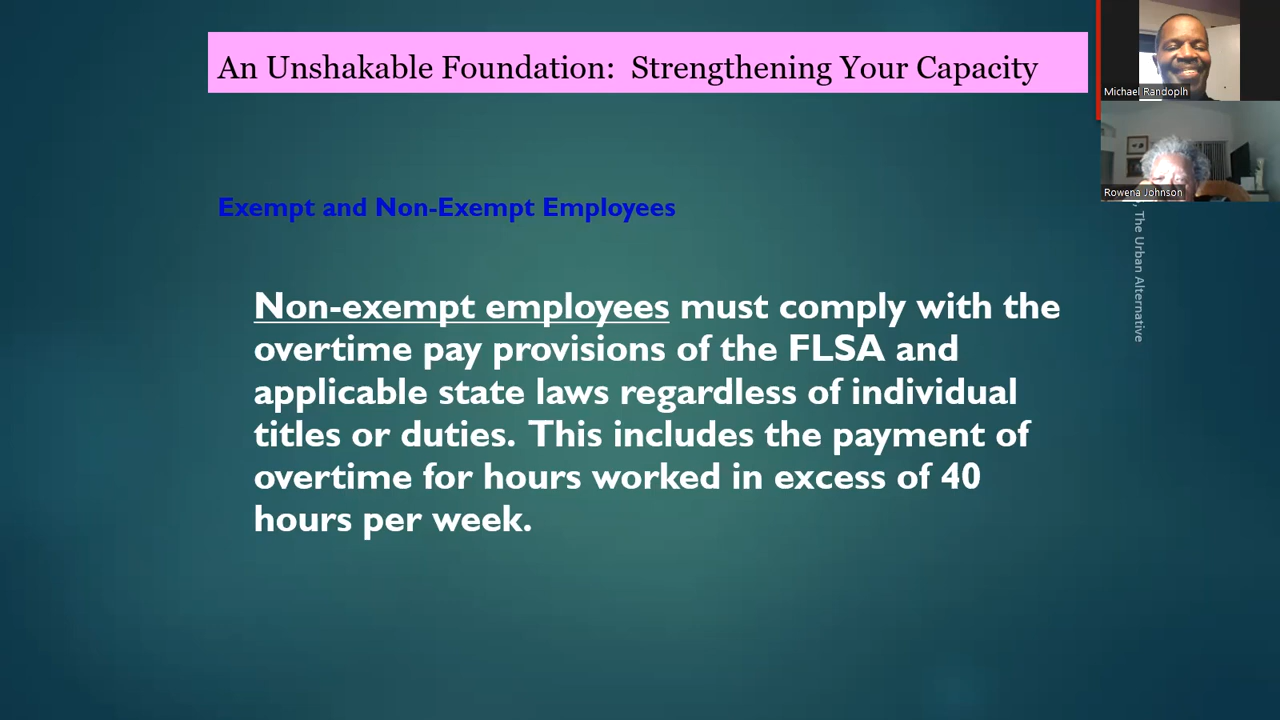 An Unshakable Foundation: Strengthening Your Capacity
Michael Randoplh
Rowena Johnson
Exempt and Non-Exempt Employees
, The Urban Alternative
Non-exempt employees must comply with the
overtime pay provisions of the FLSA and
applicable state laws regardless of individual
titles or duties. This includes the payment of
overtime for hours worked in excess of 40
hours per week.